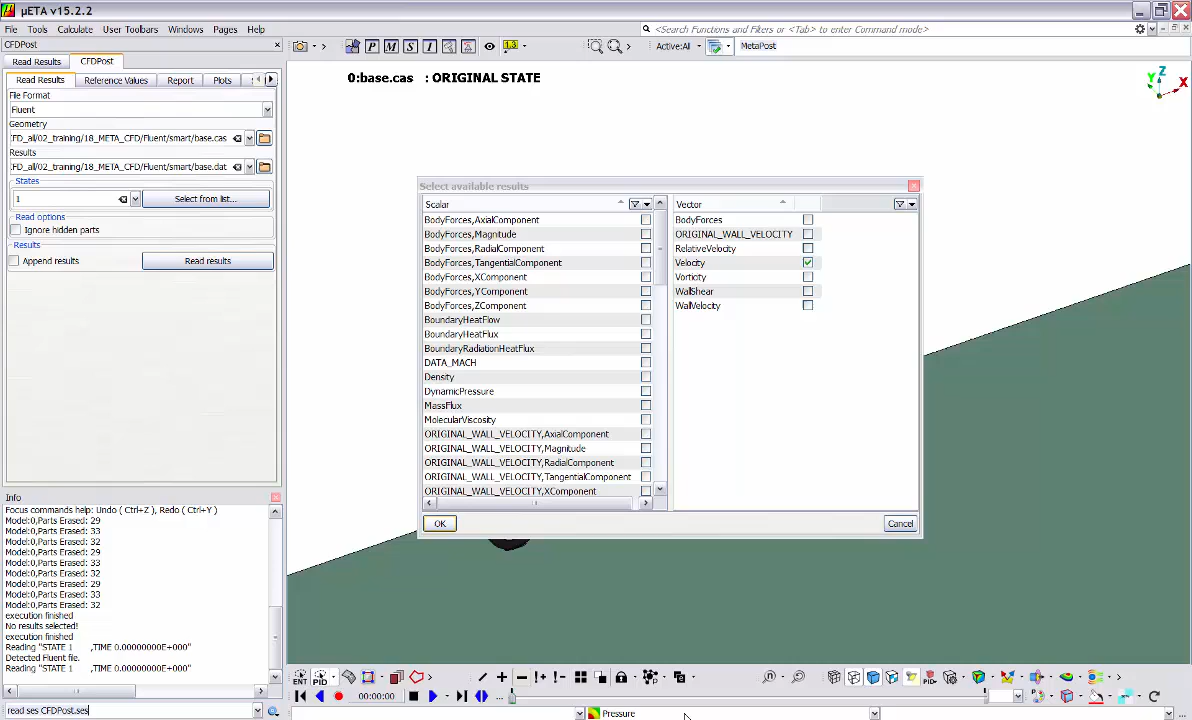 μETA v15.2.2
File Tools Calculate User Toolbars Windows Pages Help
<Search Functions and Filters or <Tab> to enter Command mode>
CFDPost
Active:All MetaPost
Read Results CFDPost
Read Results Reference Values Report Plots
File Format
Fluent
Geometry
CFD_all/02_training/18_META_CFD/Fluent/smart/base.cas
Results
CFD_all/02_training/18_META_CFD/Fluent/smart/base.dat
States
1 Select from list...
Read options
Ignore hidden parts
Results
Append results Read results
0:base.cas : ORIGINAL STATE
Z
Y
X
Select available results
Scalar
BodyForces,AxialComponent
BodyForces,Magnitude
BodyForces,RadialComponent
BodyForces,TangentialComponent
BodyForces,XComponent
BodyForces,YComponent
BodyForces,ZComponent
BoundaryHeatFlow
BoundaryHeatFlux
BoundaryRadiationHeatFlux
DATA_MACH
Density
DynamicPressure
MassFlux
MolecularViscosity
ORIGINAL_WALL_VELOCITY,AxialComponent
ORIGINAL_WALL_VELOCITY,Magnitude
ORIGINAL_WALL_VELOCITY,RadialComponent
ORIGINAL_WALL_VELOCITY,TangentialComponent
ORIGINAL_WALL_VELOCITY,XComponent
Vector
BodyForces
ORIGINAL_WALL_VELOCITY
RelativeVelocity
Velocity
Vorticity
WallShear
WallVelocity
OK Cancel
Info
Focus commands help: Undo ( Ctrl+Z ), Redo ( Ctrl+Y )
Model:0,Parts Erased: 29
Model:0,Parts Erased: 33
Model:0,Parts Erased: 32
Model:0,Parts Erased: 29
Model:0,Parts Erased: 33
Model:0,Parts Erased: 32
Model:0,Parts Erased: 29
Model:0,Parts Erased: 33
Model:0,Parts Erased: 32
execution finished
No results selected!
execution finished
Reading "STATE 1 ,TIME 0.00000000E+000"
Detected Fluent file.
Reading "STATE 1 ,TIME 0.00000000E+000"
read ses CFDPost.ses
ENT PID
00:00:00
Pressure